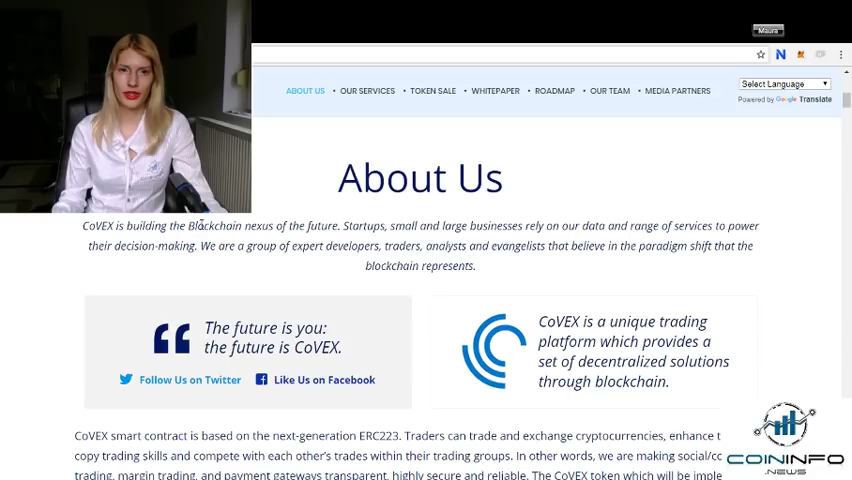 Maura
ABOUT US • OUR SERVICES • TOKEN SALE • WHITEPAPER • ROADMAP • OUR TEAM • MEDIA PARTNERS
Select Language
Powered by Google Translate
About Us
CoVEX is building the Blockchain nexus of the future. Startups, small and large businesses rely on our data and range of services to power
their decision-making. We are a group of expert developers, traders, analysts and evangelists that believe in the paradigm shift that the
blockchain represents.
The future is you:
the future is CoVEX.
Follow Us on Twitter
Like Us on Facebook
CoVEX is a unique trading
platform which provides a
set of decentralized solutions
through blockchain.
CoVEX smart contract is based on the next-generation ERC223. Traders can trade and exchange cryptocurrencies, enhance t
copy trading skills and compete with each other's trades within their trading groups. In other words, we are making social/co
trading, margin trading, and payment gateways transparent, highly secure and reliable. The CoVEX token which will be imple
COININFO
.NEWS